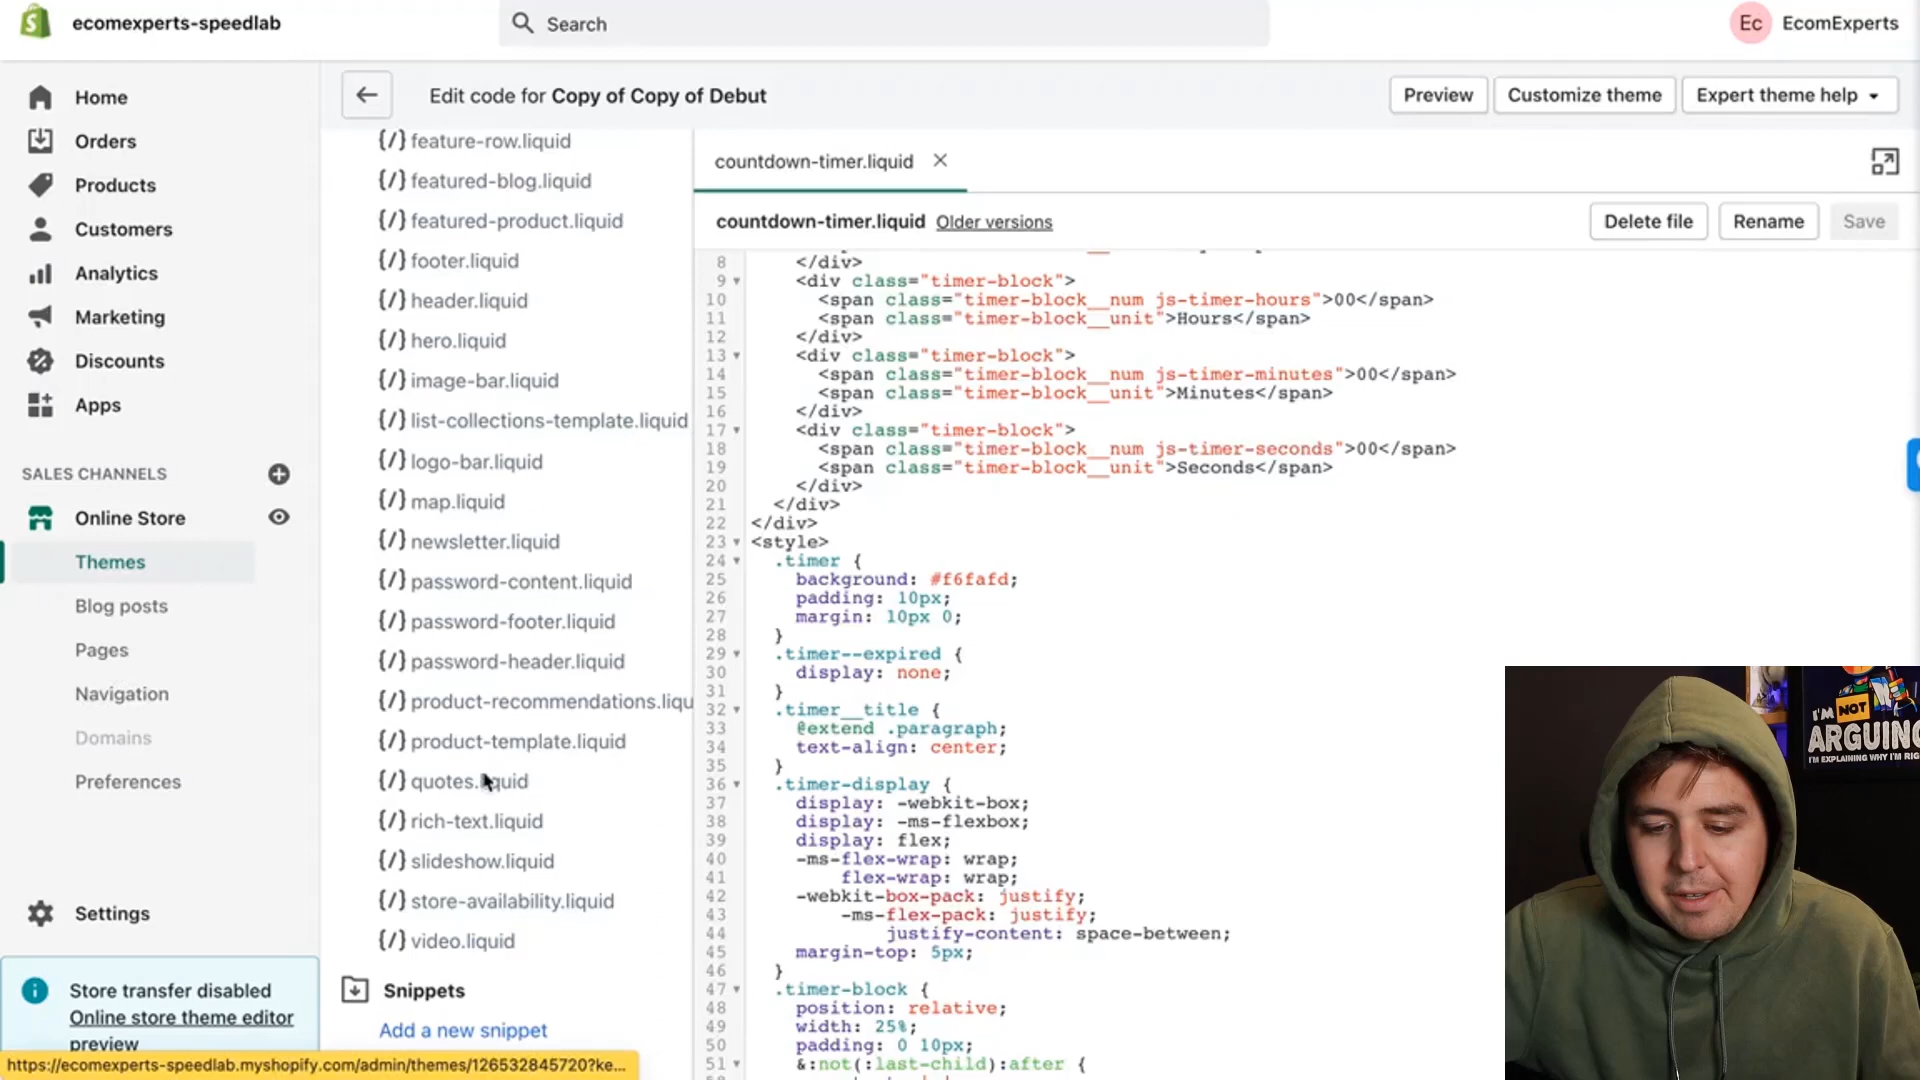 ecomexperts-speedlab
Search
Ec EcomExperts
Home
Orders
Products
Customers
Analytics
Marketing
Discounts
Apps
SALES CHANNELS
Online Store
Themes
Blog posts
Pages
Navigation
Domains
Preferences
Settings
Store transfer disabled
Online store theme editor
preview
https://ecomexperts-speedlab.myshopify.com/admin/themes/126532845720?ke...
Edit code for Copy of Copy of Debut
Preview
Customize theme
Expert theme help
{/} feature-row.liquid
{/} featured-blog.liquid
{/} featured-product.liquid
{/} footer.liquid
{/} header.liquid
{/} hero.liquid
{/} image-bar.liquid
{/} list-collections-template.liquid
{/} logo-bar.liquid
{/} map.liquid
{/} newsletter.liquid
{/} password-content.liquid
{/} password-footer.liquid
{/} password-header.liquid
{/} product-recommendations.liqu
{/} product-template.liquid
{/} quotes.liquid
{/} rich-text.liquid
{/} slideshow.liquid
{/} store-availability.liquid
{/} video.liquid
Snippets
Add a new snippet
countdown-timer.liquid
countdown-timer.liquid Older versions
Delete file
Rename
Save
8 </div>
9 <div class="timer-block">
10 <span class="timer-block__num js-timer-hours">00</span>
11 <span class="timer-block__unit">Hours</span>
12 </div>
13 <div class="timer-block">
14 <span class="timer-block__num js-timer-minutes">00</span>
15 <span class="timer-block__unit">Minutes</span>
16 </div>
17 <div class="timer-block">
18 <span class="timer-block__num js-timer-seconds">00</span>
19 <span class="timer-block__unit">Seconds</span>
20 </div>
21 </div>
22 </div>
23 <style>
24 .timer {
25 background: #f6fafd;
26 padding: 10px;
27 margin: 10px 0;
28 }
29 .timer--expired {
30 display: none;
31 }
32 .timer__title {
33 @extend .paragraph;
34 text-align: center;
35 }
36 .timer-display {
37 display: -webkit-box;
38 display: -ms-flexbox;
39 display: flex;
40 -ms-flex-wrap: wrap;
41 flex-wrap: wrap;
42 -webkit-box-pack: justify;
43 -ms-flex-pack: justify;
44 justify-content: space-between;
45 margin-top: 5px;
46 }
47 .timer-block {
48 position: relative;
49 width: 25%;
50 padding: 0 10px;
51 &:not(:last-child):after {
I'M NOT
ARGUING
I'M EXPLAINING WHY I'M RIG